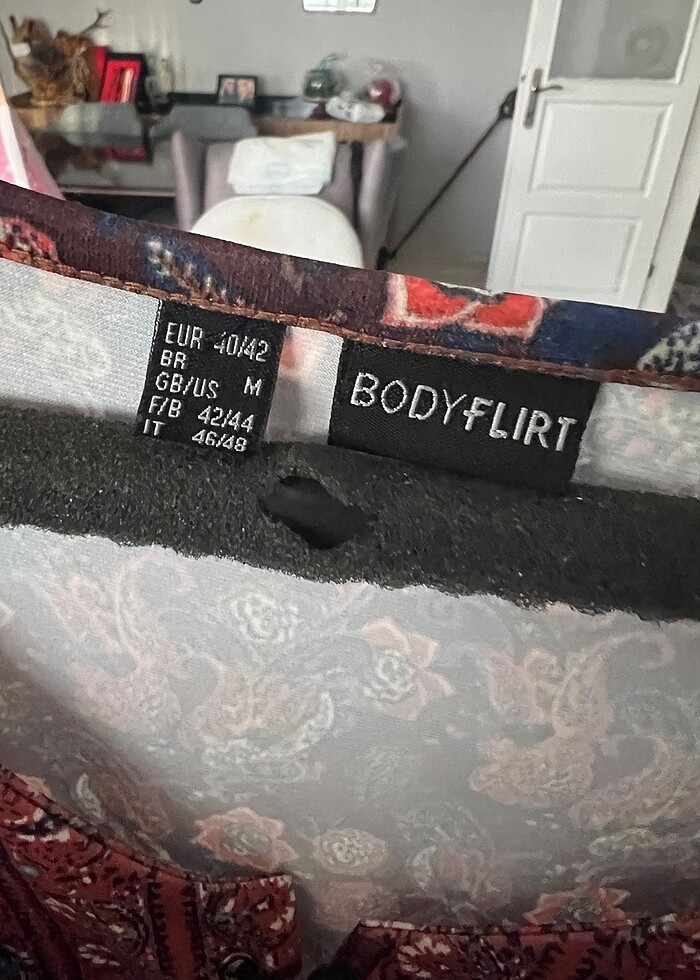 EUR 40/42
BR
GB/US M
F/B 42/44
IT 46/48
BODYFLIRT